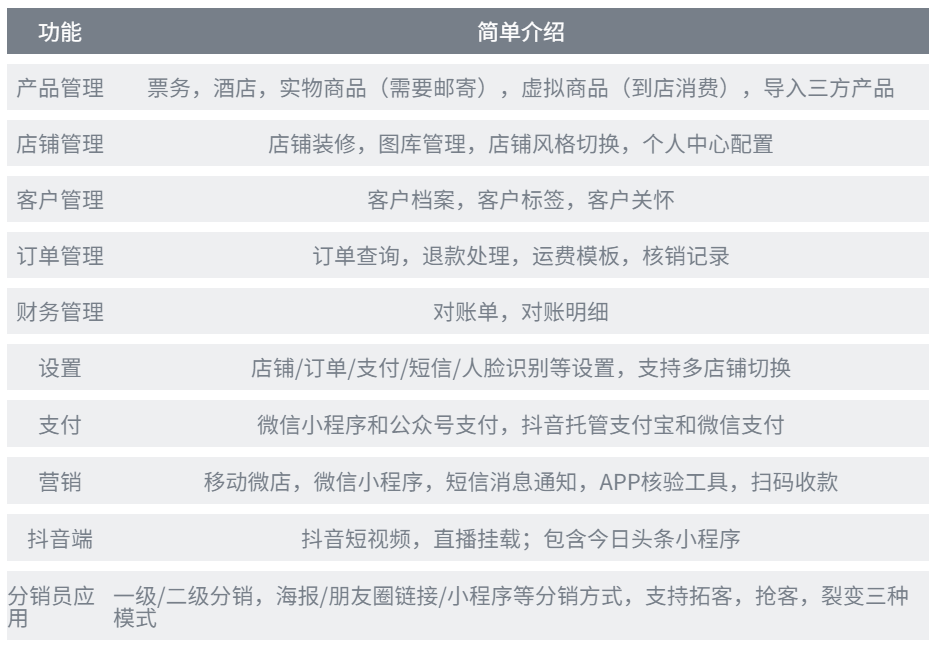 功能 简单介绍
产品管理 票务，酒店，实物商品（需要邮寄），虚拟商品（到店消费），导入三方产品
店铺管理 店铺装修，图库管理，店铺风格切换，个人中心配置
客户管理 客户档案，客户标签，客户关怀
订单管理 订单查询，退款处理，运费模板，核销记录
财务管理 对账单，对账明细
设置 店铺/订单/支付/短信/人脸识别等设置，支持多店铺切换
支付 微信小程序和公众号支付，抖音托管支付宝和微信支付
营销 移动微店，微信小程序，短信消息通知，APP核验工具，扫码收款
抖音端 抖音短视频，直播挂载；包含今日头条小程序
分销员应 一级/二级分销，海报/朋友圈链接/小程序等分销方式，支持拓客，抢客，裂变三种
用 模式